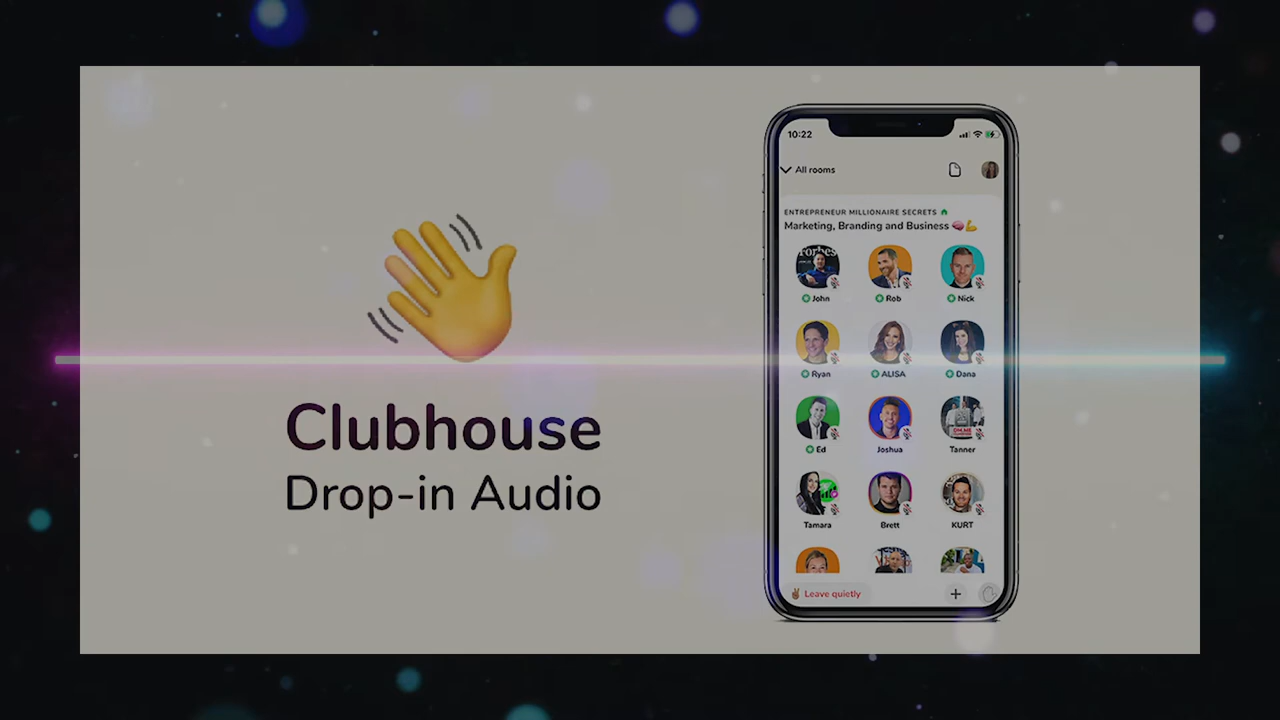 Clubhouse
Drop-in Audio
10:22
All rooms
ENTREPRENEUR MILLIONAIRE SECRETS
Marketing, Branding and Business
Forbes
John
Rob
Nick
Ryan
ALISA
Dana
Ed
Joshua
Tanner
Tamara
Brett
KURT
Leave quietly